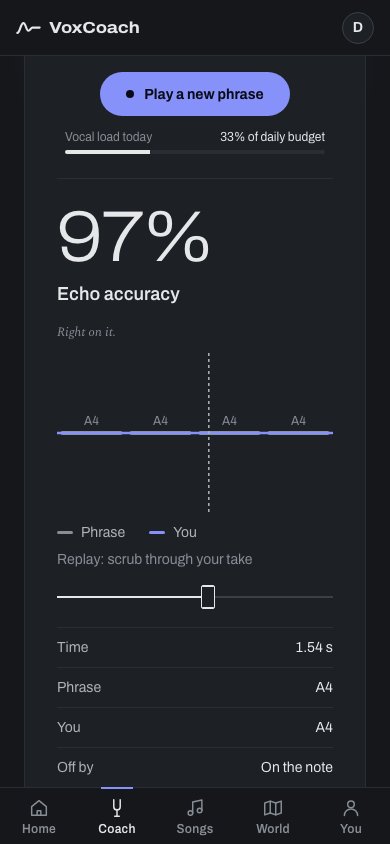 VoxCoach
D
Play a new phrase
Vocal load today 33% of daily budget
97%
Echo accuracy
Right on it.
A4 A4 A4 A4
Phrase You
Replay: scrub through your take
Time 1.54 s
Phrase A4
You A4
Off by On the note
Home Coach Songs World You